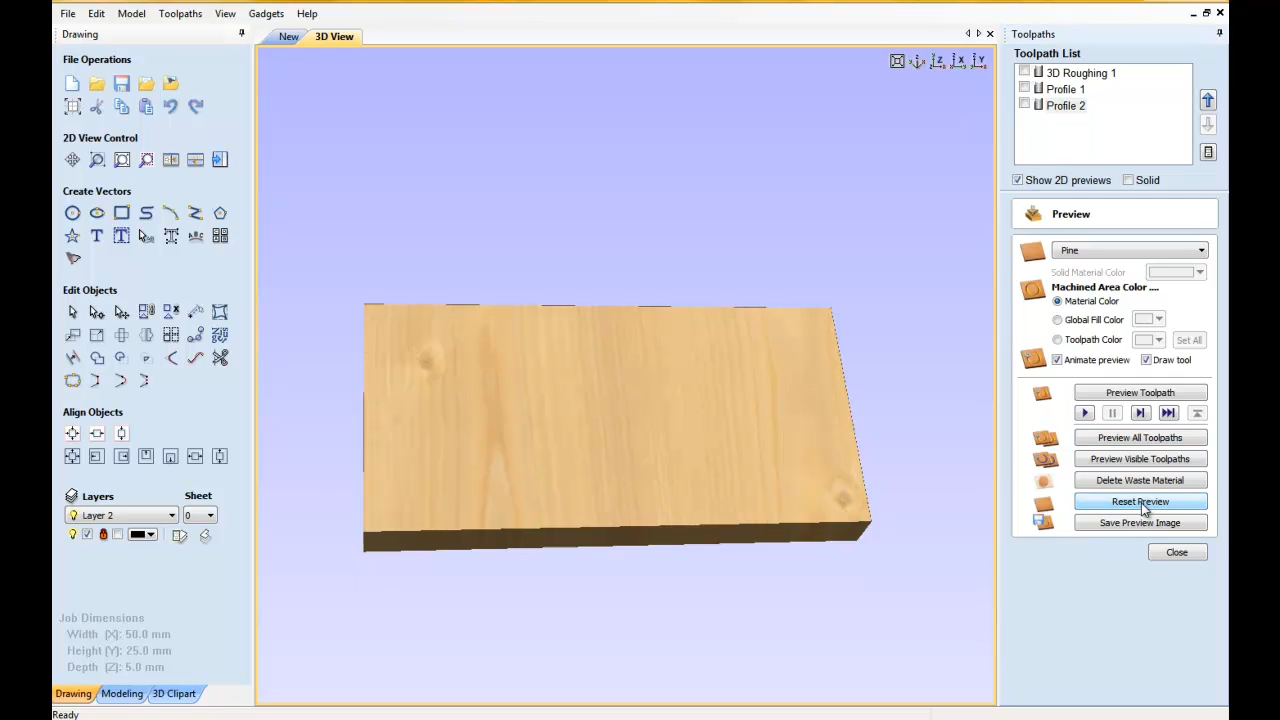 File Edit Model Toolpaths View Gadgets Help
Drawing
File Operations
2D View Control
Create Vectors
Edit Objects
Align Objects
Layers Sheet
Layer 2 0
Job Dimensions
Width [X]: 50.0 mm
Height [Y]: 25.0 mm
Depth [Z]: 5.0 mm
Drawing Modeling 3D Clipart
Ready
New 3D View
Z X Y
Toolpaths
Toolpath List
3D Roughing 1
Profile 1
Profile 2
Show 2D previews Solid
Preview
Pine
Solid Material Color
Machined Area Color ....
Material Color
Global Fill Color
Toolpath Color Set All
Animate preview Draw tool
Preview Toolpath
Preview All Toolpaths
Preview Visible Toolpaths
Delete Waste Material
Reset Preview
Save Preview Image
Close